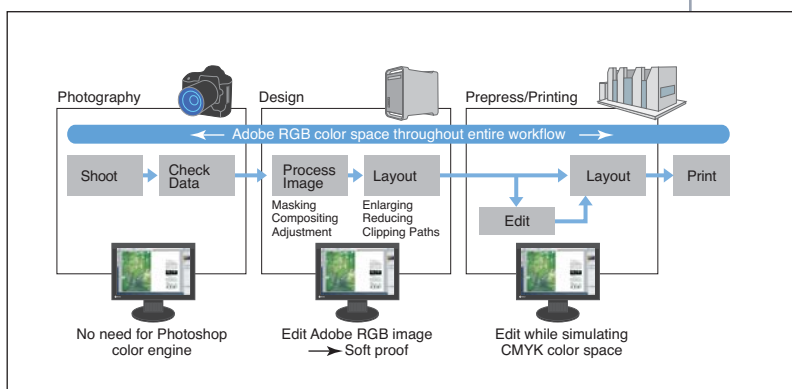 Photography
Design
Prepress/Printing
Adobe RGB color space throughout entire workflow
Shoot
Check
Data
Process
Image
Layout
Layout
Print
Masking
Compositing
Adjustment
Enlarging
Reducing
Clipping Paths
Edit
No need for Photoshop
color engine
Edit Adobe RGB image
Soft proof
Edit while simulating
CMYK color space